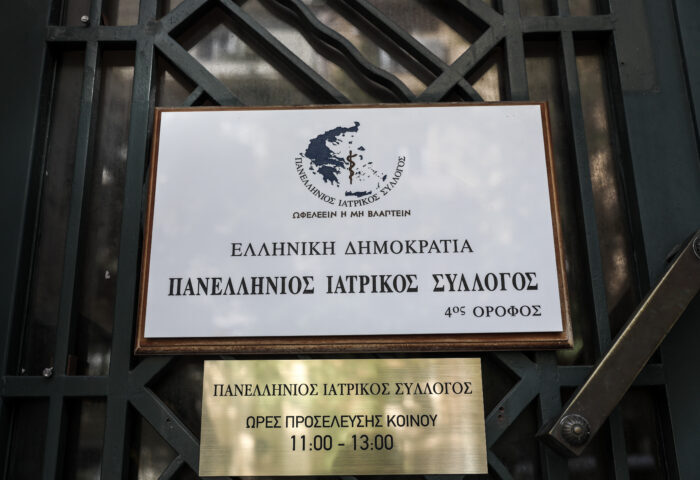 ΠΑΝΕΛΛΗΝΙΟΣ ΙΑΤΡΙΚΟΣ ΣΥΛΛΟΓΟΣ
ΩΦΕΛΕΕΙΝ Η ΜΗ ΒΛΑΠΤΕΙΝ
ΕΛΛΗΝΙΚΗ ΔΗΜΟΚΡΑΤΙΑ
ΠΑΝΕΛΛΗΝΙΟΣ ΙΑΤΡΙΚΟΣ ΣΥΛΛΟΓΟΣ
4ος ΟΡΟΦΟΣ
ΠΑΝΕΛΛΗΝΙΟΣ ΙΑΤΡΙΚΟΣ ΣΥΛΛΟΓΟΣ
ΩΡΕΣ ΠΡΟΣΕΛΕΥΣΗΣ ΚΟΙΝΟΥ
11:00 - 13:00